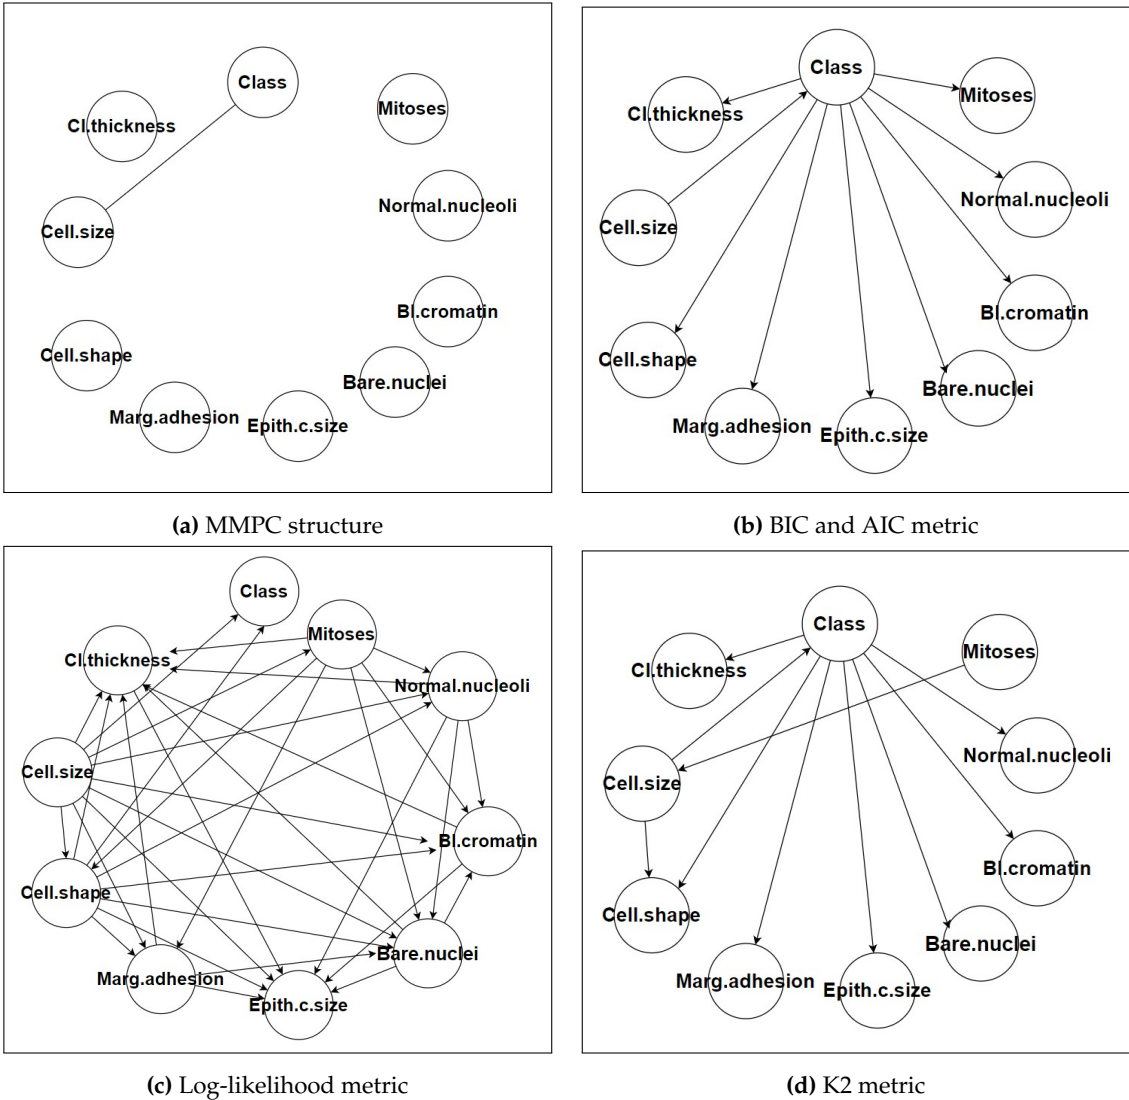 Class
Mitoses
Cl.thickness
Normal.nucleoli
Cell.size
Bl.cromatin
Cell.shape
Bare.nuclei
Marg.adhesion
Epith.c.size
(a) MMPC structure
Class
Mitoses
Cl.thickness
Normal.nucleoli
Cell.size
Bl.cromatin
Cell.shape
Bare.nuclei
Marg.adhesion
Epith.c.size
(b) BIC and AIC metric
Class
Mitoses
Cl.thickness
Normal.nucleoli
Cell.size
Bl.cromatin
Cell.shape
Bare.nuclei
Marg.adhesion
Epith.c.size
(c) Log-likelihood metric
Class
Mitoses
Cl.thickness
Normal.nucleoli
Cell.size
Bl.cromatin
Cell.shape
Bare.nuclei
Marg.adhesion
Epith.c.size
(d) K2 metric